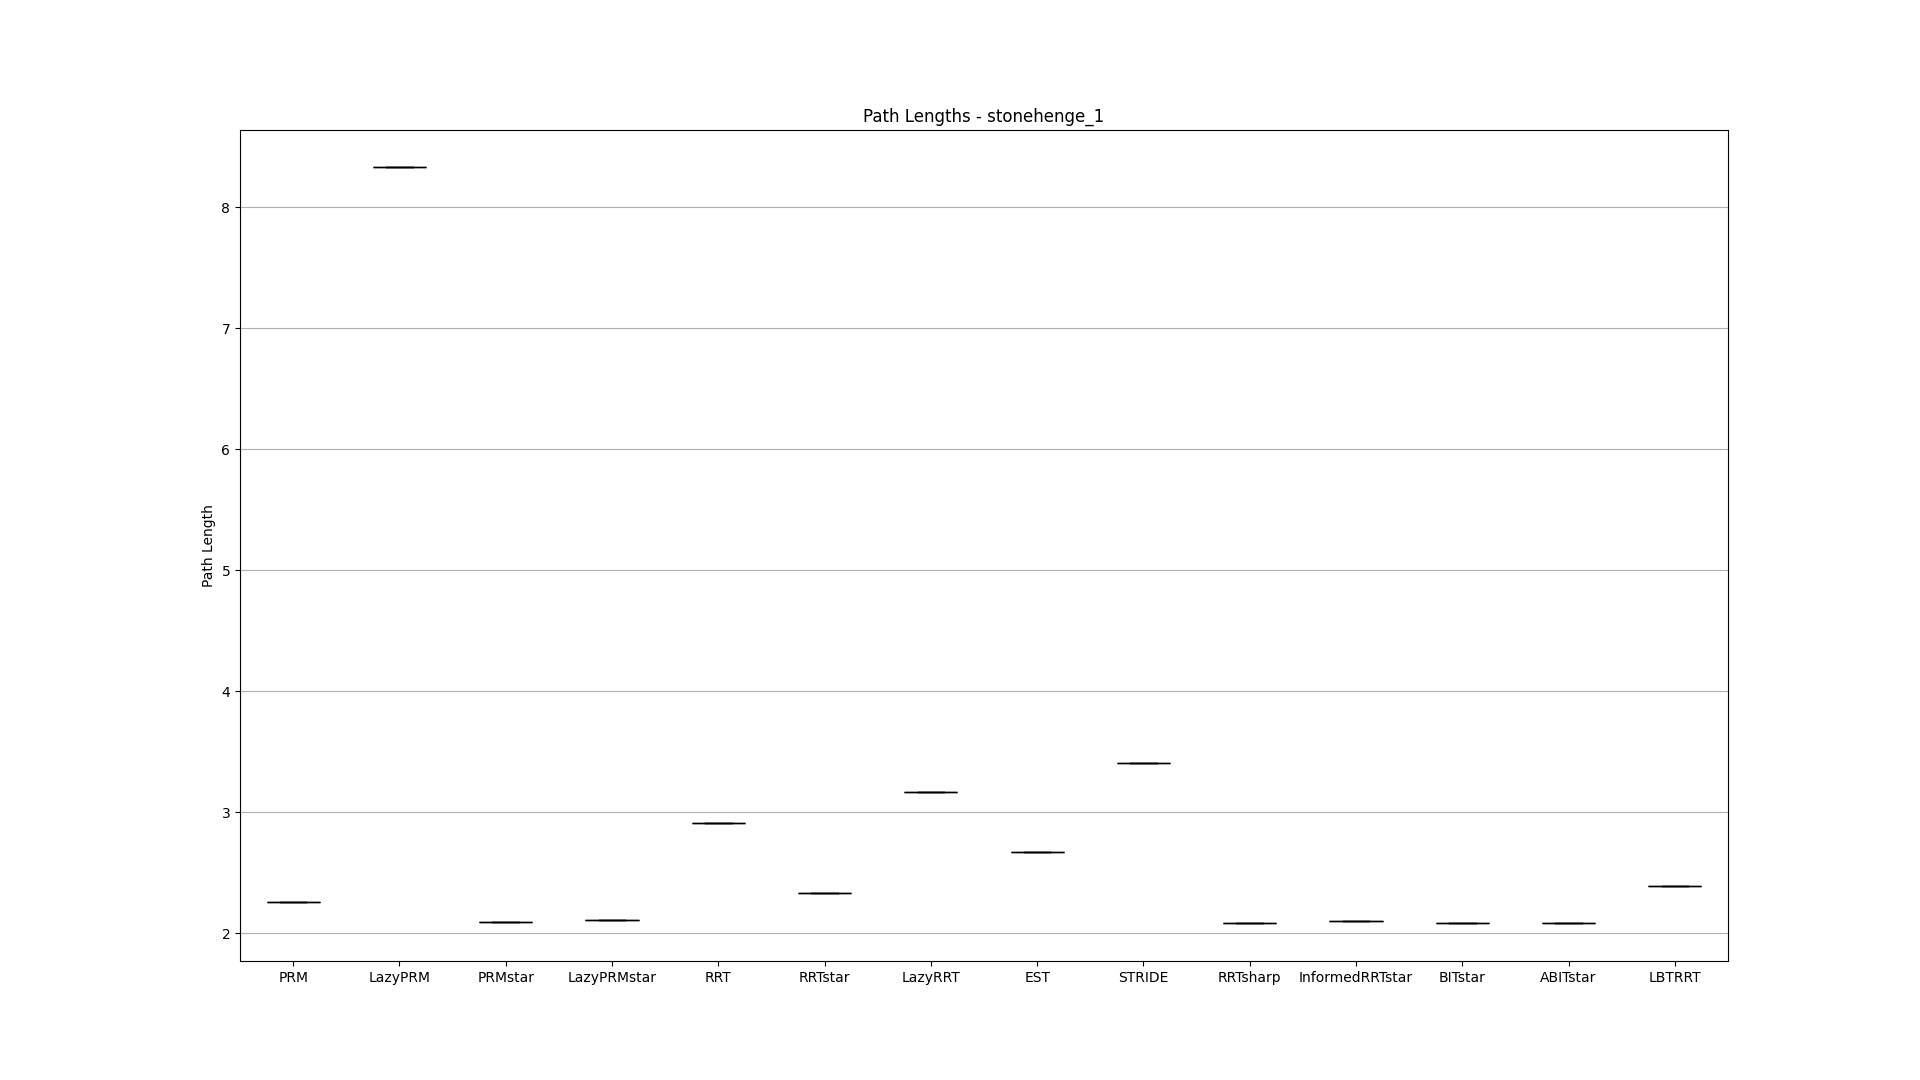 Path Lengths - stonehenge_1
8
7
6
5
4
3
2
Path Length
PRM LazyPRM PRMstar LazyPRMstar RRT RRTstar LazyRRT EST STRIDE RRTsharp InformedRRTstar BITstar ABITstar LBTRRT